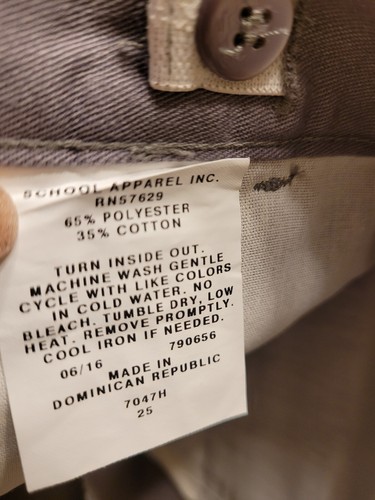 SCHOOL APPAREL INC.
RN57629
65% POLYESTER
35% COTTON
TURN INSIDE OUT.
MACHINE WASH GENTLE
CYCLE WITH LIKE COLORS
IN COLD WATER. NO
BLEACH. TUMBLE DRY, LOW
HEAT. REMOVE PROMPTLY.
COOL IRON IF NEEDED.
06/16 790656
MADE IN
DOMINICAN REPUBLIC
7047H
25